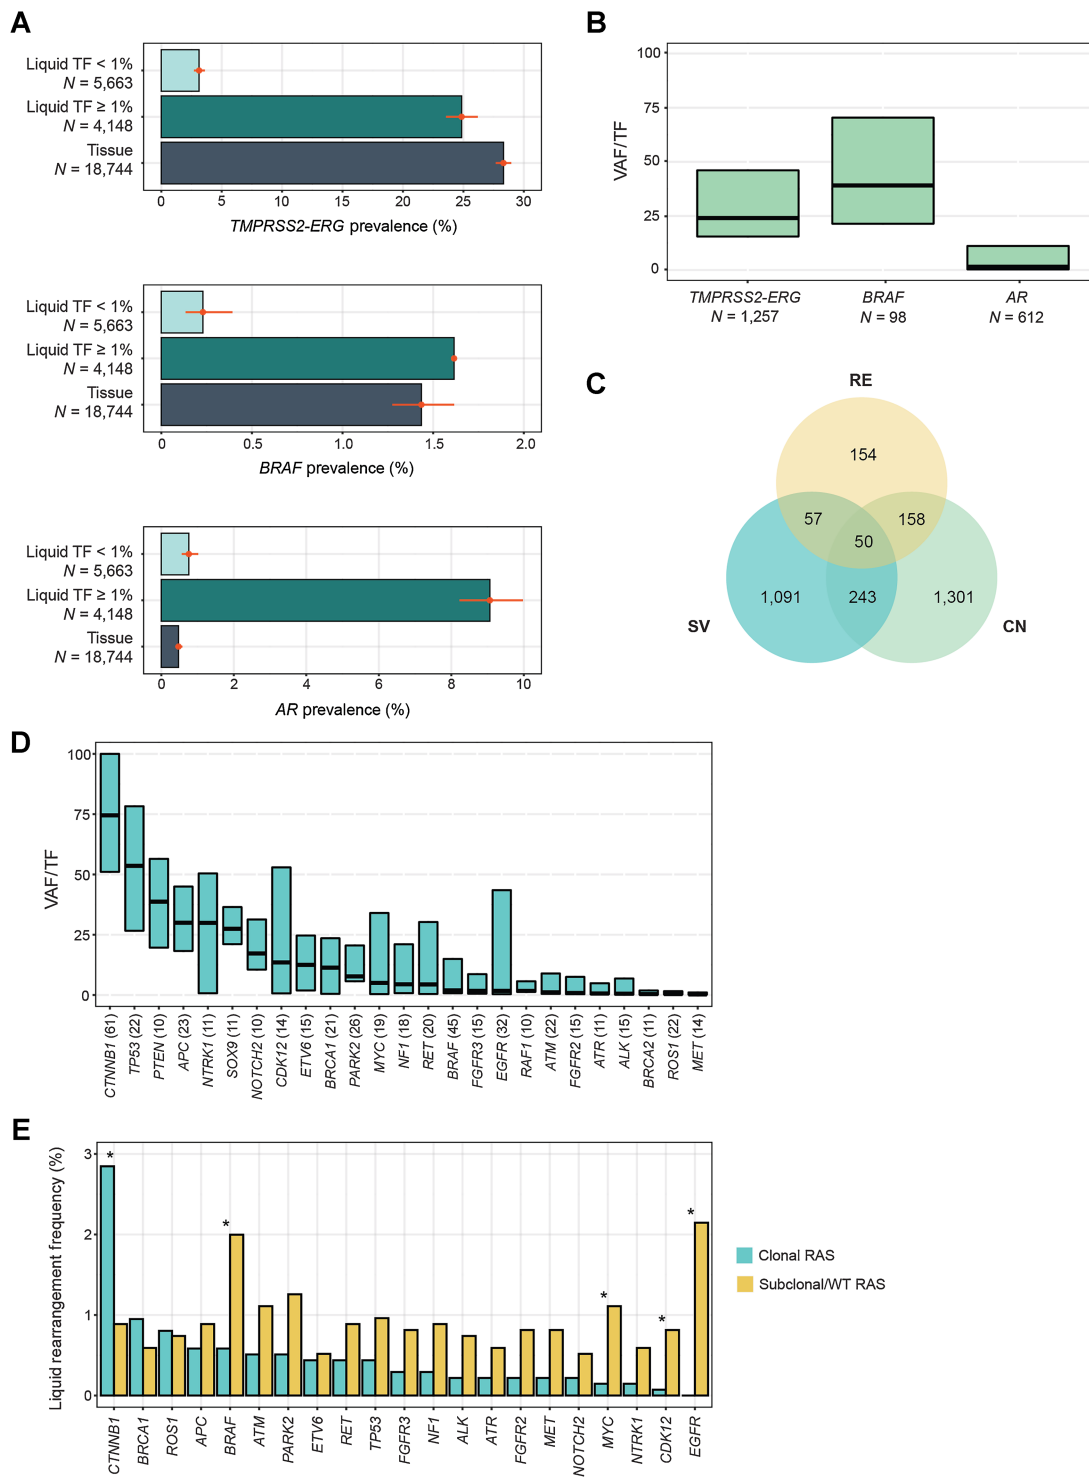 A
Liquid TF < 1%
N = 5,663
Liquid TF ≥ 1%
N = 4,148
Tissue
N = 18,744
0 5 10 15 20 25 30
TMPRSS2-ERG prevalence (%)
Liquid TF < 1%
N = 5,663
Liquid TF ≥ 1%
N = 4,148
Tissue
N = 18,744
0 0.5 1.0 1.5 2.0
BRAF prevalence (%)
Liquid TF < 1%
N = 5,663
Liquid TF ≥ 1%
N = 4,148
Tissue
N = 18,744
0 2 4 6 8 10
AR prevalence (%)
B
VAF/TF
100
75
50
25
0
TMPRSS2-ERG BRAF AR
N = 1,257 N = 98 N = 612
C
RE
154
57 158
50
1,091 243 1,301
SV CN
D
VAF/TF
100
75
50
25
0
CTNNB1 (61)
TP53 (22)
PTEN (10)
APC (23)
NTRK1 (11)
SOX9 (11)
NOTCH2 (10)
CDK12 (14)
ETV6 (15)
BRCA1 (21)
PARK2 (26)
MYC (19)
NF1 (18)
RET (20)
BRAF (45)
FGFR3 (15)
EGFR (32)
RAF1 (10)
ATM (22)
FGFR2 (15)
ATR (11)
ALK (15)
BRCA2 (11)
ROS1 (22)
MET (14)
E
Liquid rearrangement frequency (%)
3
2
1
0
* * * * *
CTNNB1
BRCA1
ROS1
APC
BRAF
ATM
PARK2
ETV6
RET
TP53
FGFR3
NF1
ALK
ATR
FGFR2
MET
NOTCH2
MYC
NTRK1
CDK12
EGFR
Clonal RAS
Subclonal/WT RAS